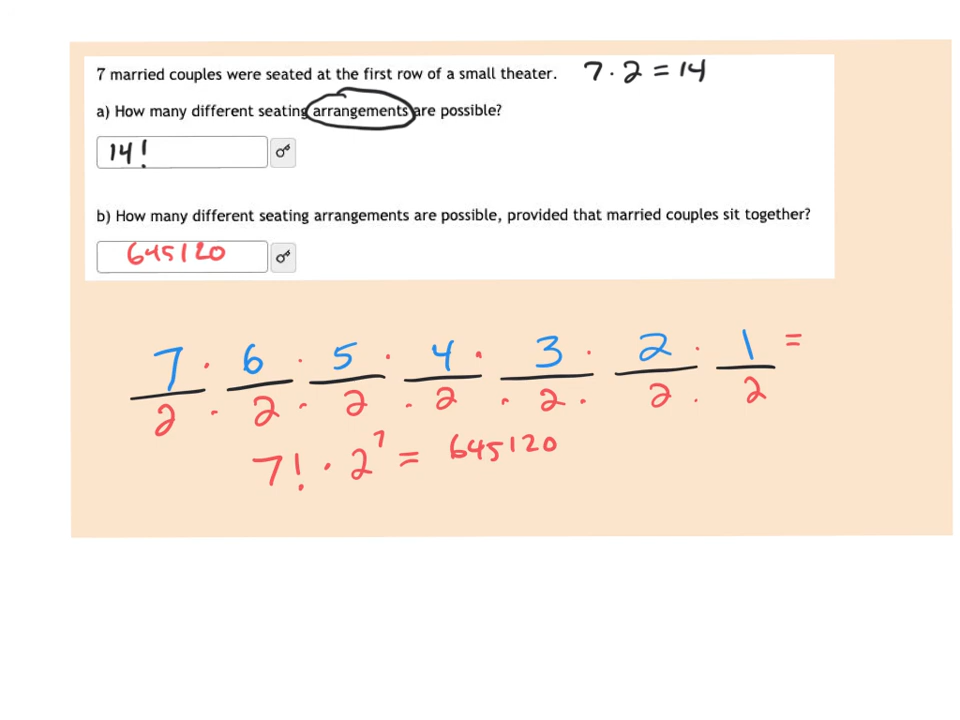 7 married couples were seated at the first row of a small theater. 7 · 2 = 14
a) How many different seating arrangements are possible?
14!
b) How many different seating arrangements are possible, provided that married couples sit together?
645120
7 · 6 · 5 · 4 · 3 · 2 · 1 =
2 · 2 · 2 · 2 · 2 · 2 · 2
7! · 2⁷ = 645120